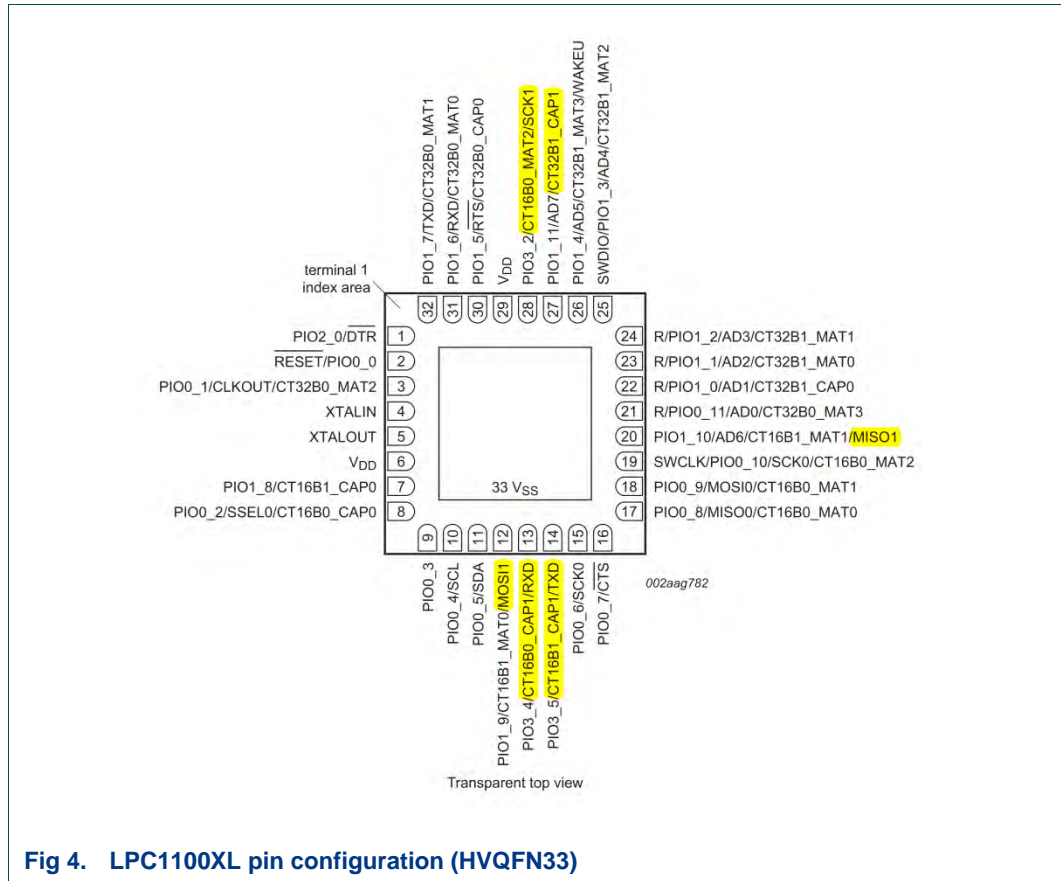 PIO1_7/TXD/CT32B0_MAT1
PIO1_6/RXD/CT32B0_MAT0
PIO1_5/RTS/CT32B0_CAP0
VDD
PIO3_2/CT16B0_MAT2/SCK1
PIO1_11/AD7/CT32B1_CAP1
PIO1_4/AD5/CT32B1_MAT3/WAKEU
SWDIO/PIO1_3/AD4/CT32B1_MAT2
terminal 1
index area
32 31 30 29 28 27 26 25
PIO2_0/DTR 1
RESET/PIO0_0 2
PIO0_1/CLKOUT/CT32B0_MAT2 3
XTALIN 4
XTALOUT 5
VDD 6
PIO1_8/CT16B1_CAP0 7
PIO0_2/SSEL0/CT16B0_CAP0 8
24 R/PIO1_2/AD3/CT32B1_MAT1
23 R/PIO1_1/AD2/CT32B1_MAT0
22 R/PIO1_0/AD1/CT32B1_CAP0
21 R/PIO0_11/AD0/CT32B0_MAT3
20 PIO1_10/AD6/CT16B1_MAT1/MISO1
19 SWCLK/PIO0_10/SCK0/CT16B0_MAT2
18 PIO0_9/MOSI0/CT16B0_MAT1
17 PIO0_8/MISO0/CT16B0_MAT0
33 VSS
9 10 11 12 13 14 15 16
PIO0_3
PIO0_4/SCL
PIO0_5/SDA
PIO1_9/CT16B1_MAT0/MOSI1
PIO3_4/CT16B0_CAP1/RXD
PIO3_5/CT16B1_CAP1/TXD
PIO0_6/SCK0
PIO0_7/CTS
002aag782
Transparent top view
Fig 4. LPC1100XL pin configuration (HVQFN33)